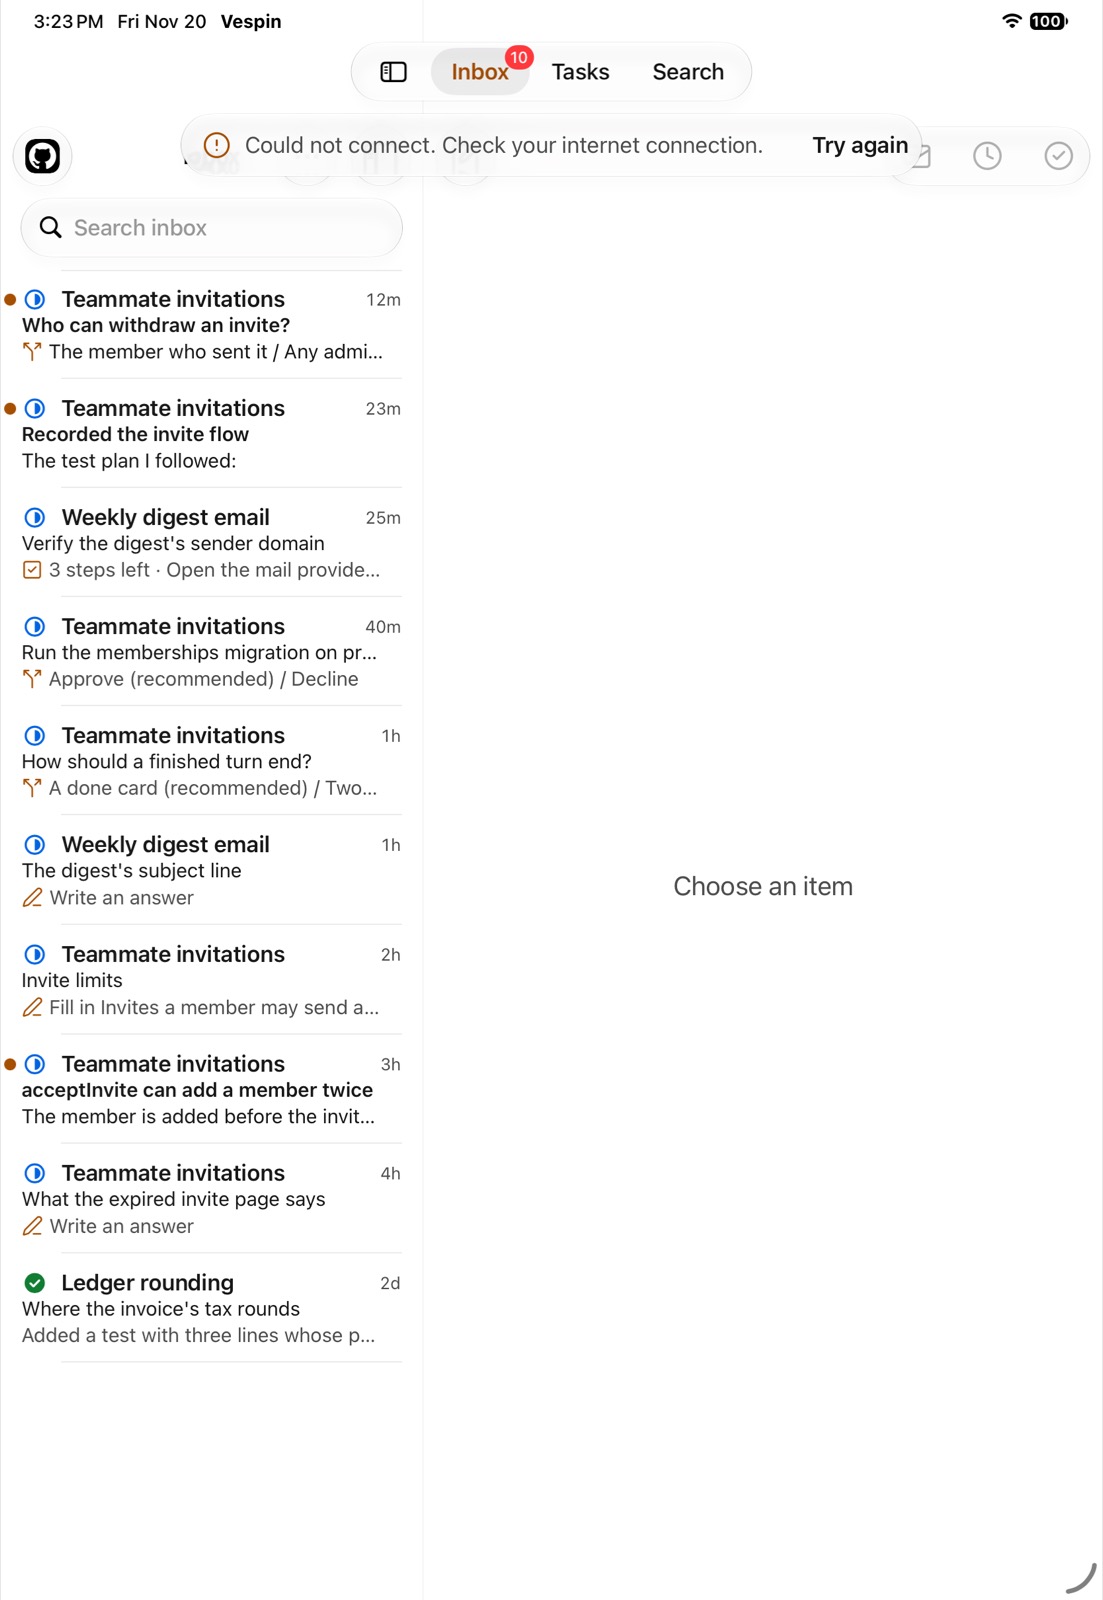 3:23 PM Fri Nov 20 Vespin
100
Inbox
10
Tasks
Search
Could not connect. Check your internet connection.
Try again
Search inbox
Teammate invitations 12m
Who can withdraw an invite?
The member who sent it / Any admi...
Teammate invitations 23m
Recorded the invite flow
The test plan I followed:
Weekly digest email 25m
Verify the digest's sender domain
3 steps left · Open the mail provide...
Teammate invitations 40m
Run the memberships migration on pr...
Approve (recommended) / Decline
Teammate invitations 1h
How should a finished turn end?
A done card (recommended) / Two...
Weekly digest email 1h
The digest's subject line
Write an answer
Teammate invitations 2h
Invite limits
Fill in Invites a member may send a...
Teammate invitations 3h
acceptInvite can add a member twice
The member is added before the invit...
Teammate invitations 4h
What the expired invite page says
Write an answer
Ledger rounding 2d
Where the invoice's tax rounds
Added a test with three lines whose p...
Choose an item